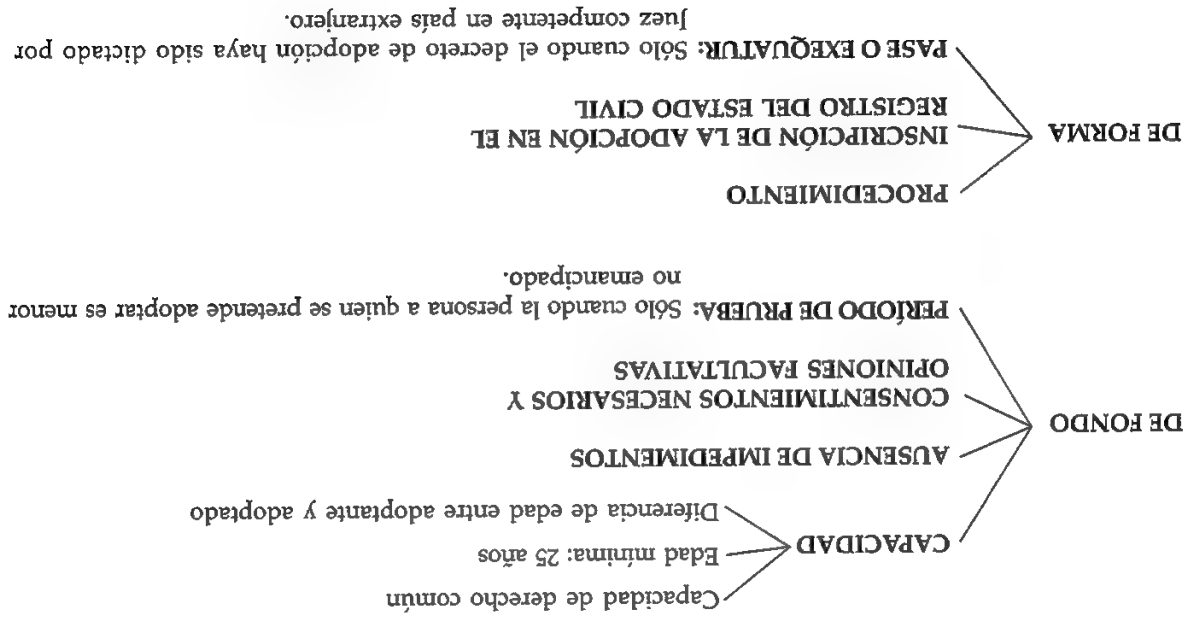 Capacidad de derecho común
CAPACIDAD
Edad mínima: 25 años
Diferencia de edad entre adoptante y adoptado
DE FONDO
AUSENCIA DE IMPEDIMENTOS
CONSENTIMIENTOS NECESARIOS Y
OPINIONES FACULTATIVAS
PERÍODO DE PRUEBA: Sólo cuando la persona a quien se pretende adoptar es menor
no emancipado.
DE FORMA
PROCEDIMIENTO
INSCRIPCIÓN DE LA ADOPCIÓN EN EL
REGISTRO DEL ESTADO CIVIL
PASE O EXEQUATUR: Sólo cuando el decreto de adopción haya sido dictado por
Juez competente en país extranjero.